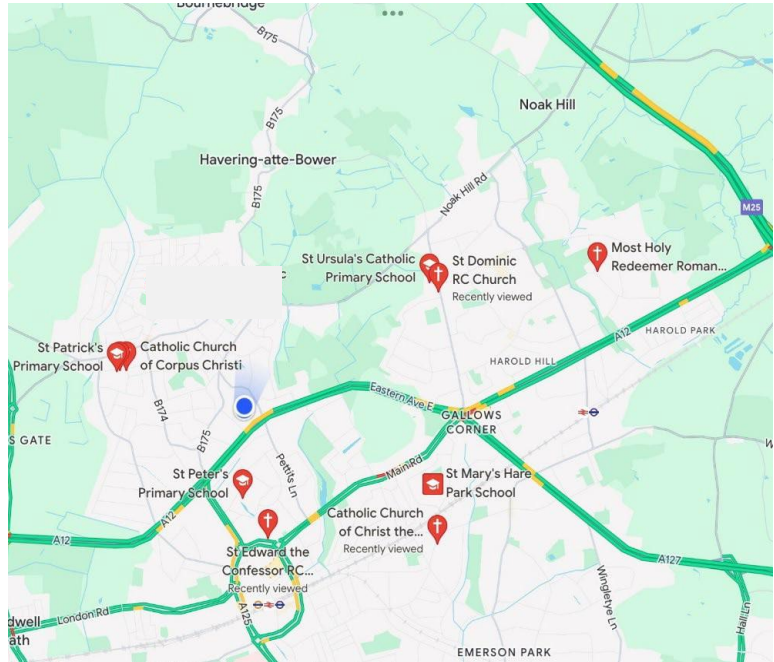 Bournebridge
B175
Noak Hill
B175
Havering-atte-Bower
Noak Hill Rd
B175
M25
St Ursula's Catholic
Primary School
St Dominic
RC Church
Recently viewed
Most Holy
Redeemer Roman...
c
A12
HAROLD PARK
St Patrick's
Primary School
Catholic Church
of Corpus Christi
HAROLD HILL
Eastern Ave E
B174
GALLOWS
CORNER
S GATE
B175
Main Rd
Pettits Ln
St Peter's
Primary School
St Mary's Hare
Park School
A12
A12
Catholic Church
of Christ the...
Recently viewed
St Edward the
Confessor RC...
Recently viewed
A127
Wingletye Ln
Hall Ln
London Rd
A125
dwell
ath
EMERSON PARK